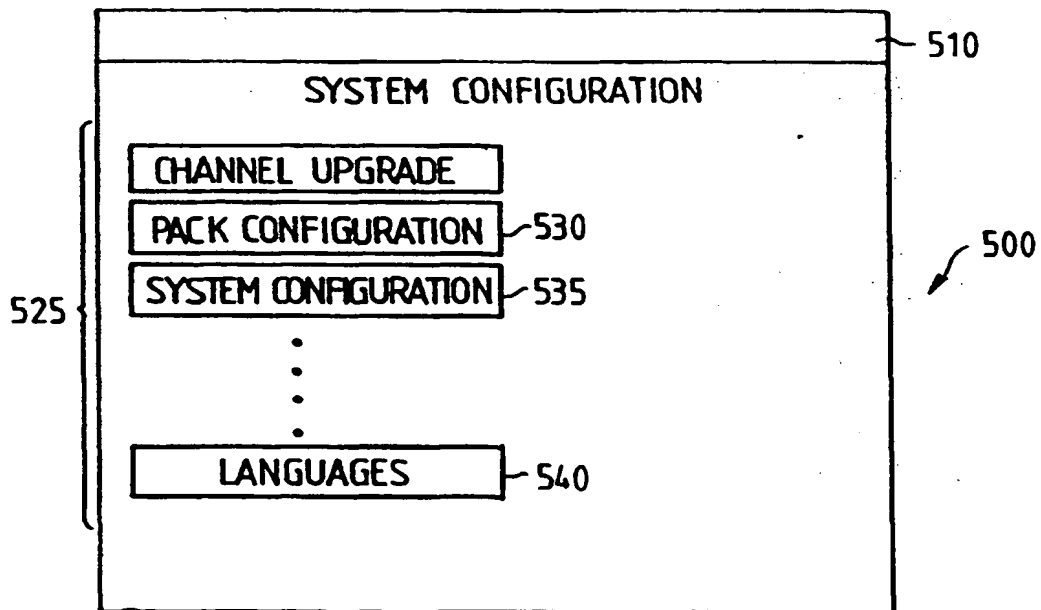 510
SYSTEM CONFIGURATION
CHANNEL UPGRADE
PACK CONFIGURATION 530
500
SYSTEM CONFIGURATION 535
525
LANGUAGES 540